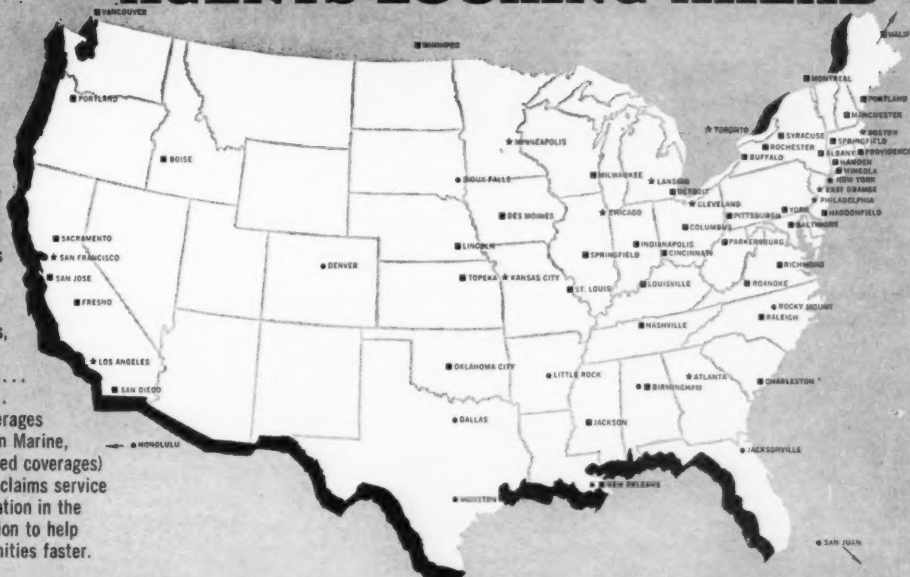 AGENTS LOOKING AHEAD
VANCOUVER
WINNIPEG
MONTREAL
PORTLAND
PORTLAND
MANCHESTER
TORONTO
SYRACUSE
BOSTON
MINNEAPOLIS
ROCHESTER
SPRINGFIELD
BOISE
BUFFALO
ALBANY
PROVIDENCE
HAMDEN
MINEOLA
MILWAUKEE
LANSING
NEW YORK
SIOUX FALLS
DETROIT
EAST ORANGE
CLEVELAND
PHILADELPHIA
DES MOINES
CHICAGO
PITTSBURGH
YORK
HADDONFIELD
COLUMBUS
BALTIMORE
SACRAMENTO
LINCOLN
INDIANAPOLIS
PARKERSBURG
SAN FRANCISCO
SPRINGFIELD
CINCINNATI
DENVER
RICHMOND
SAN JOSE
TOPEKA
KANSAS CITY
LOUISVILLE
ROANOKE
ST. LOUIS
FRESNO
ROCKY MOUNT
RALEIGH
NASHVILLE
LOS ANGELES
OKLAHOMA CITY
LITTLE ROCK
ATLANTA
CHARLESTON
SAN DIEGO
BIRMINGHAM
DALLAS
JACKSON
erages
n Marine,
HONOLULU
JACKSONVILLE
ed coverages)
claims service
HOUSTON
NEW ORLEANS
ation in the
ion to help
nities faster.
SAN JUAN